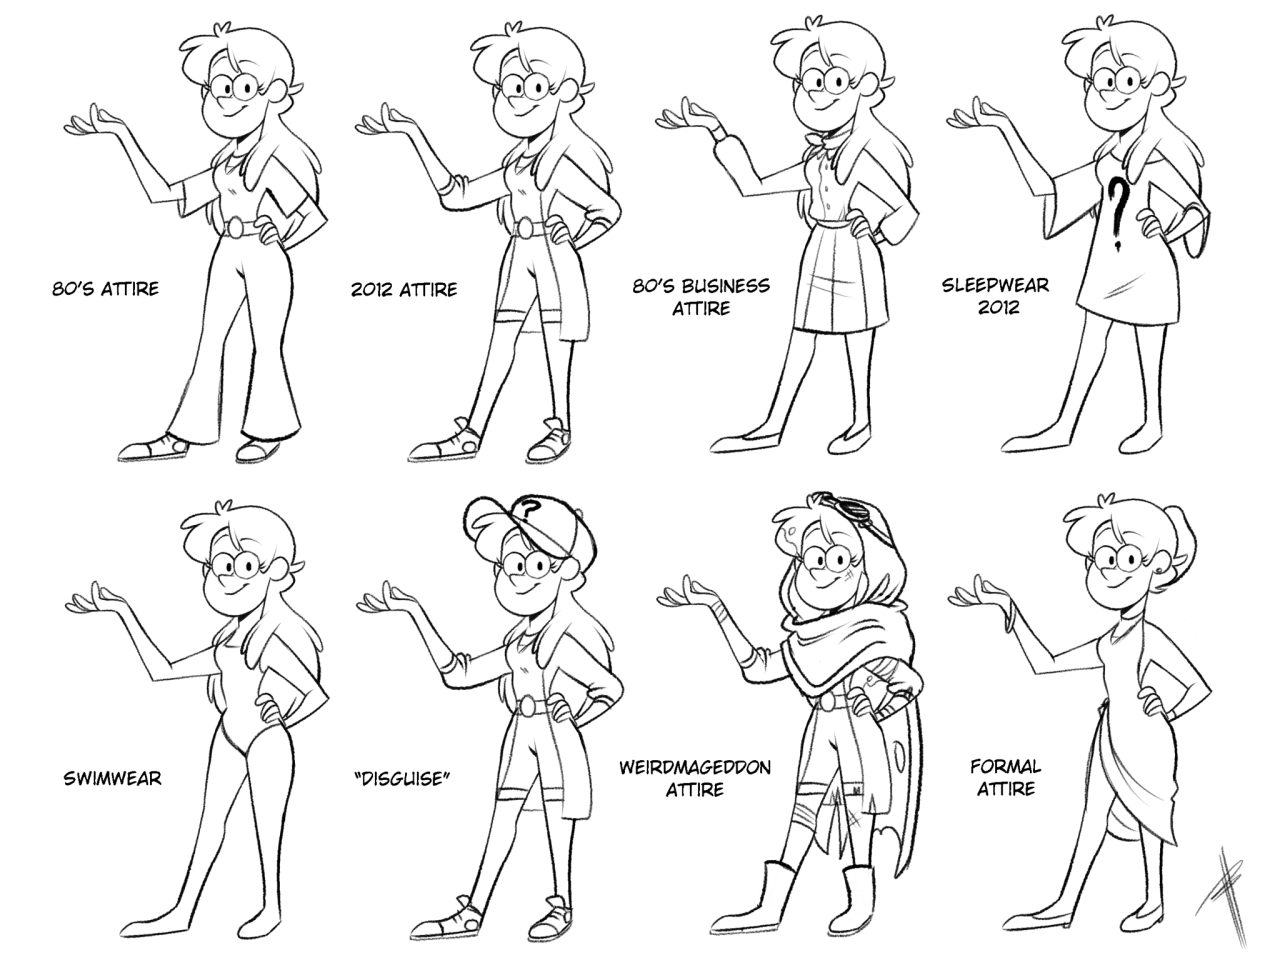 80'S ATTIRE
2012 ATTIRE
80'S BUSINESS
ATTIRE
SLEEPWEAR
2012
?
SWIMWEAR
"DISGUISE"
?
WEIRDMAGEDDON
ATTIRE
FORMAL
ATTIRE